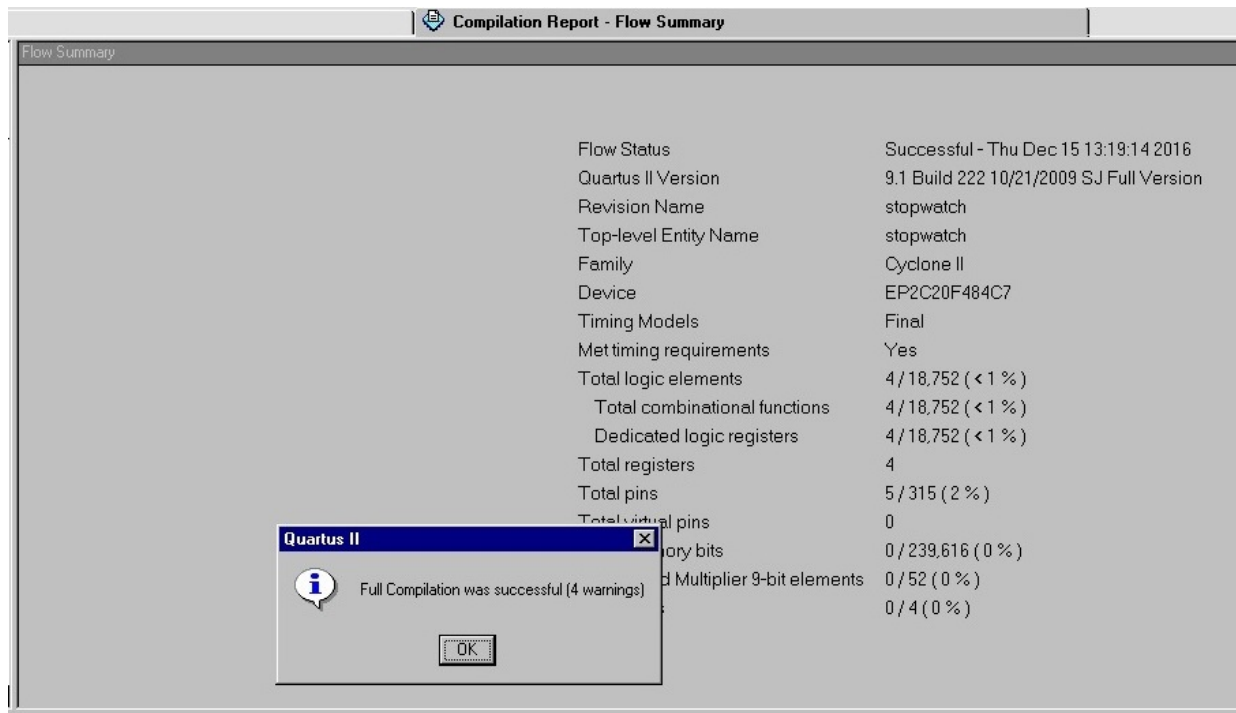 Compilation Report - Flow Summary
Flow Summary
Flow Status Successful - Thu Dec 15 13:19:14 2016
Quartus II Version 9.1 Build 222 10/21/2009 SJ Full Version
Revision Name stopwatch
Top-level Entity Name stopwatch
Family Cyclone II
Device EP2C20F484C7
Timing Models Final
Met timing requirements Yes
Total logic elements 4 / 18,752 ( < 1 % )
Total combinational functions 4 / 18,752 ( < 1 % )
Dedicated logic registers 4 / 18,752 ( < 1 % )
Total registers 4
Total pins 5 / 315 ( 2 % )
Total virtual pins 0
bits 0 / 239,616 ( 0 % )
Multiplier 9-bit elements 0 / 52 ( 0 % )
0 / 4 ( 0 % )
Quartus II
Full Compilation was successful (4 warnings)
OK